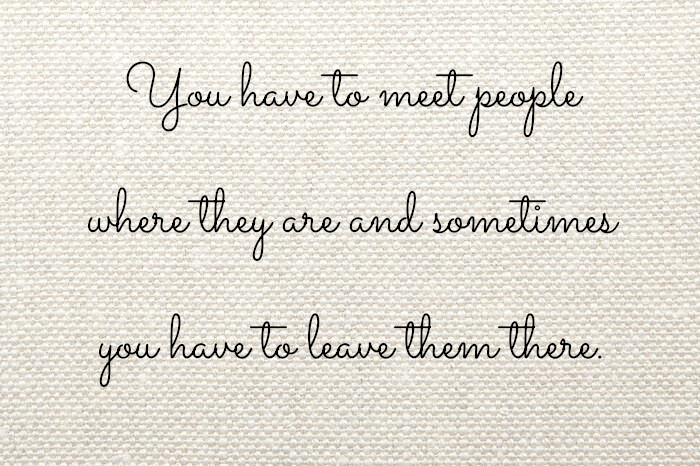 You have to meet people
where they are and sometimes
you have to leave them there.